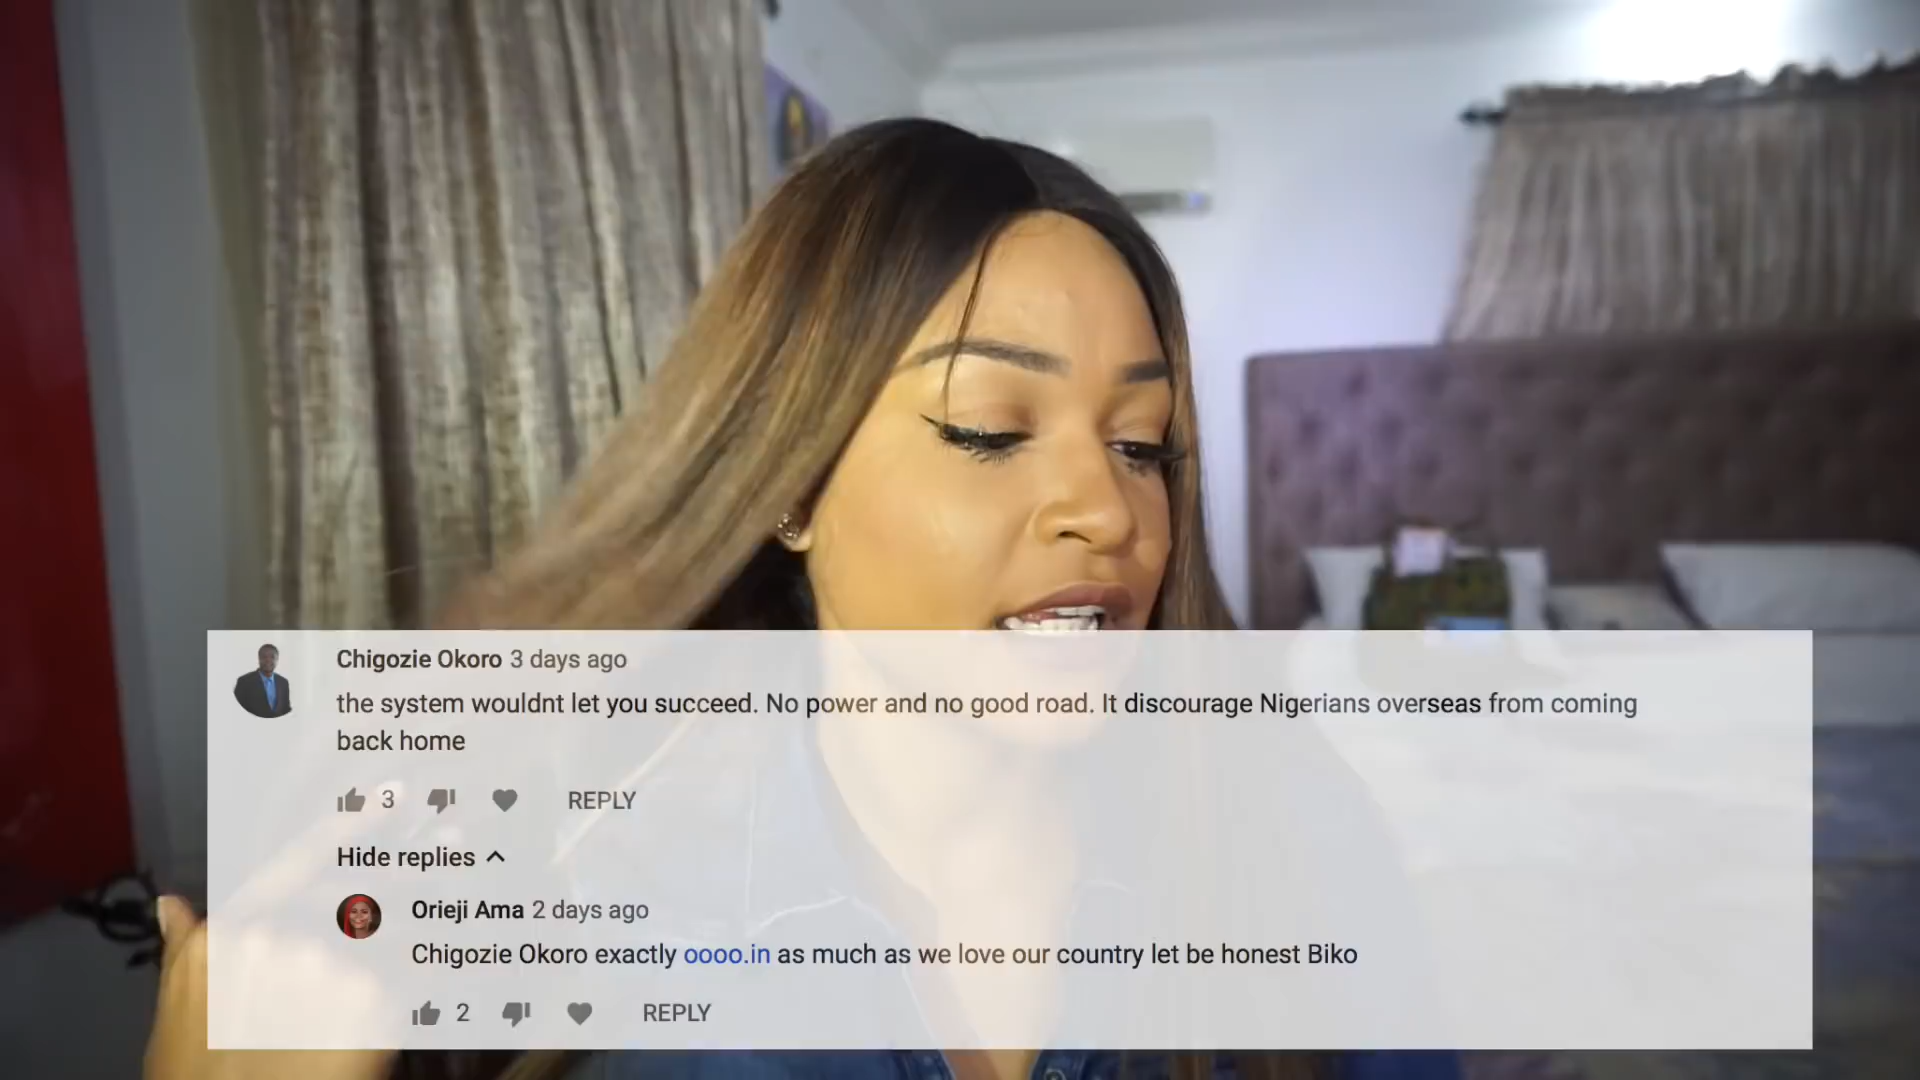 Chigozie Okoro 3 days ago
the system wouldnt let you succeed. No power and no good road. It discourage Nigerians overseas from coming
back home
3 REPLY
Hide replies
Orieji Ama 2 days ago
Chigozie Okoro exactly oooo.in as much as we love our country let be honest Biko
2 REPLY